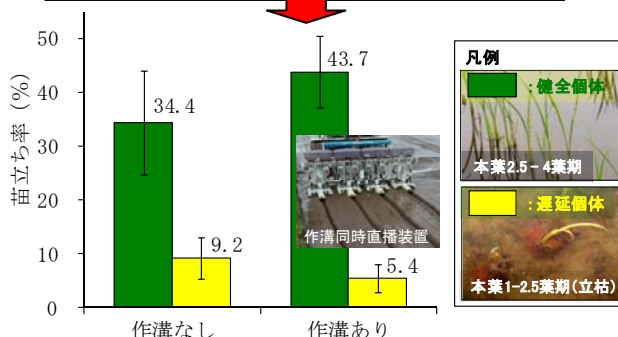 50
40
30
20
10
0
苗立ち率 (%)
34.4
9.2
43.7
5.4
作溝同時直播装置
作溝なし
作溝あり
凡例
:健全個体
本葉2.5-4葉期
:遅延個体
本葉1-2.5葉期(立枯)